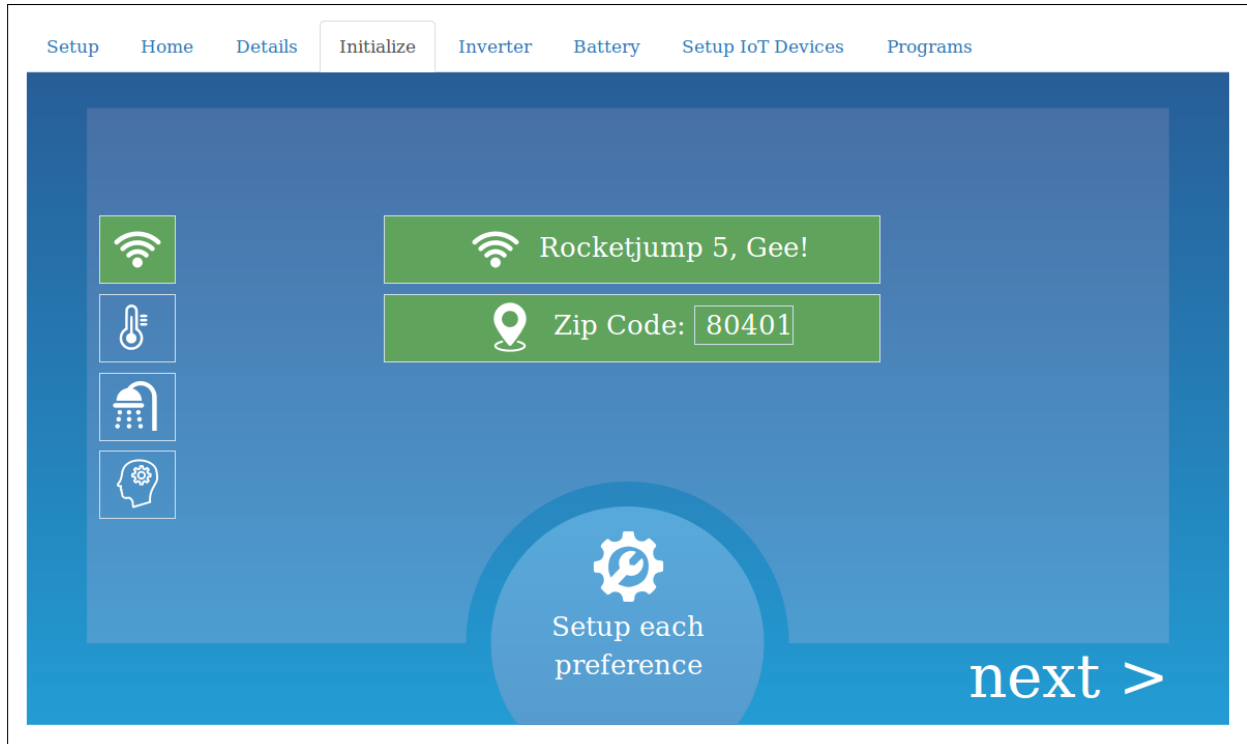 Setup Home Details Initialize Inverter Battery Setup IoT Devices Programs
Rocketjump 5, Gee!
Zip Code: 80401
Setup each
preference
next >